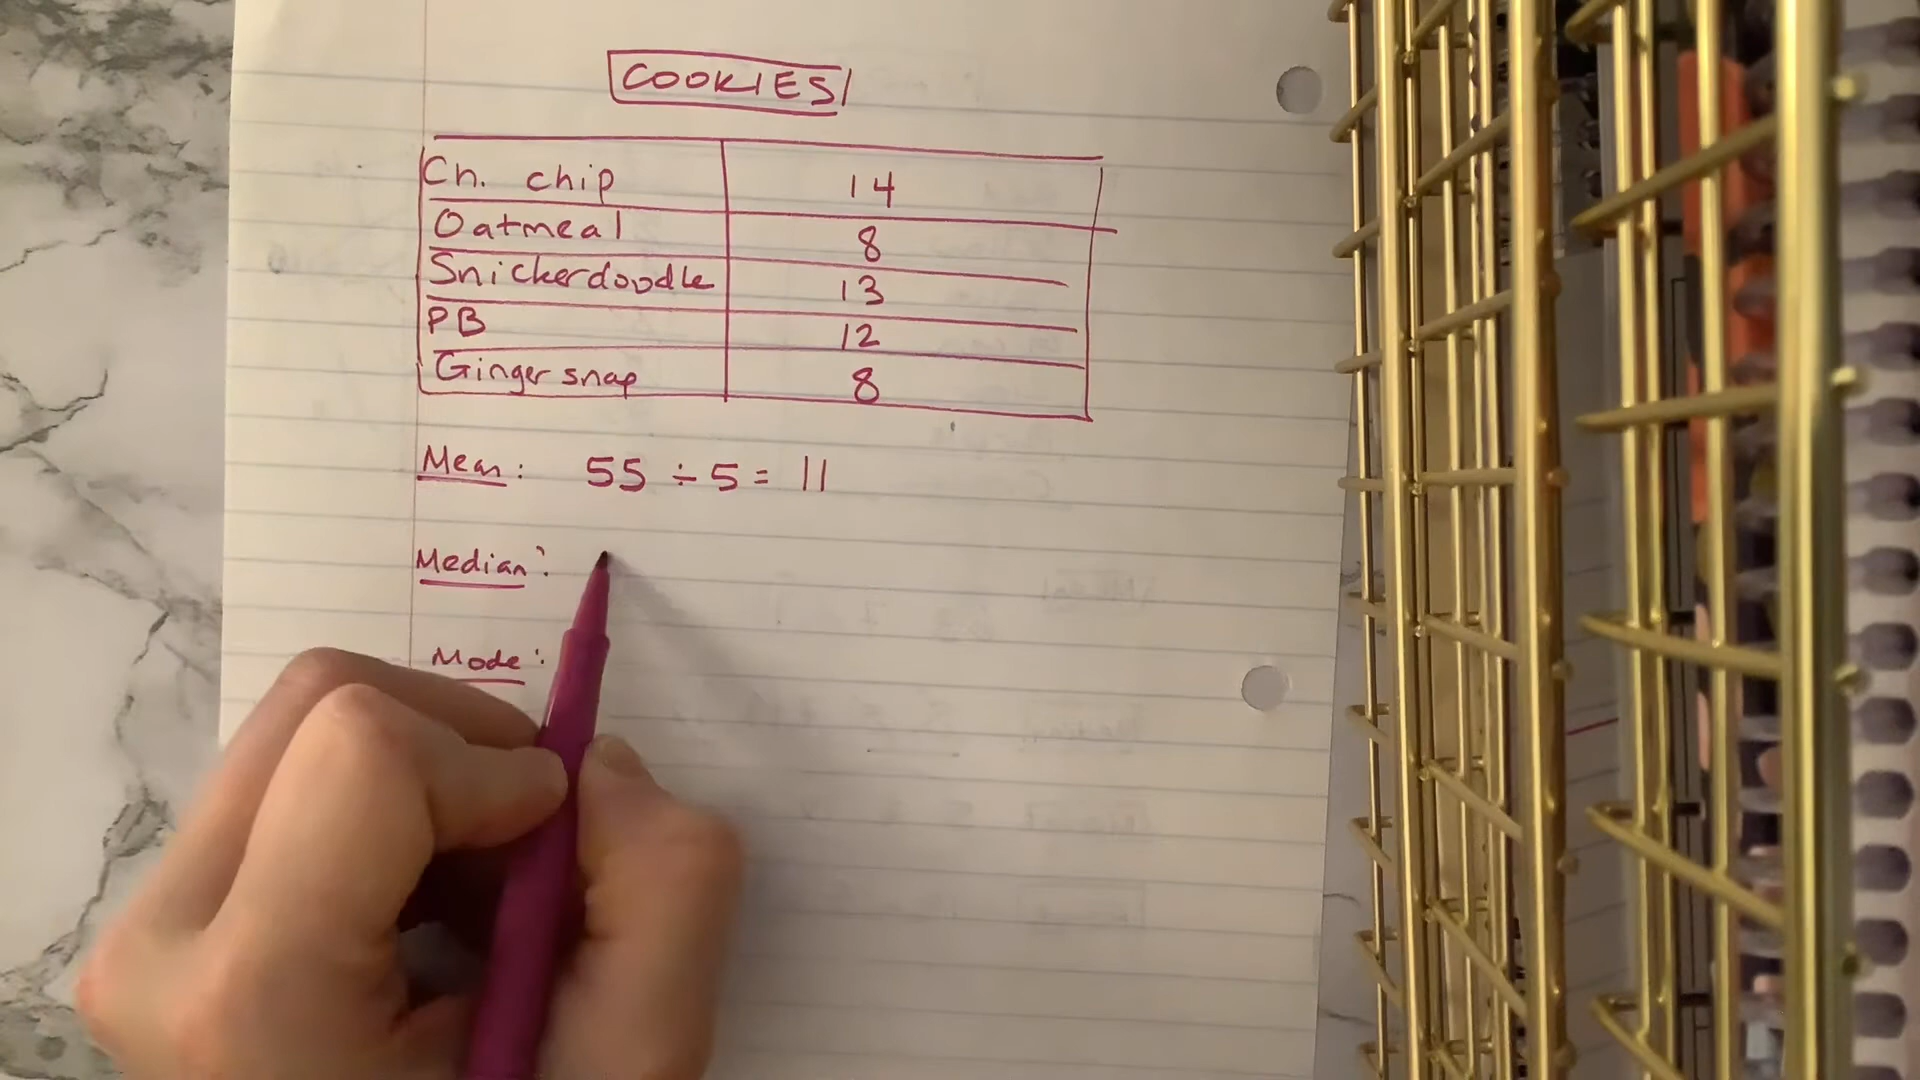 COOKIES
Ch. chip 14
Oatmeal 8
Snickerdoodle 13
PB 12
Ginger snap 8
Mean: 55 ÷ 5 = 11
Median:
Mode: